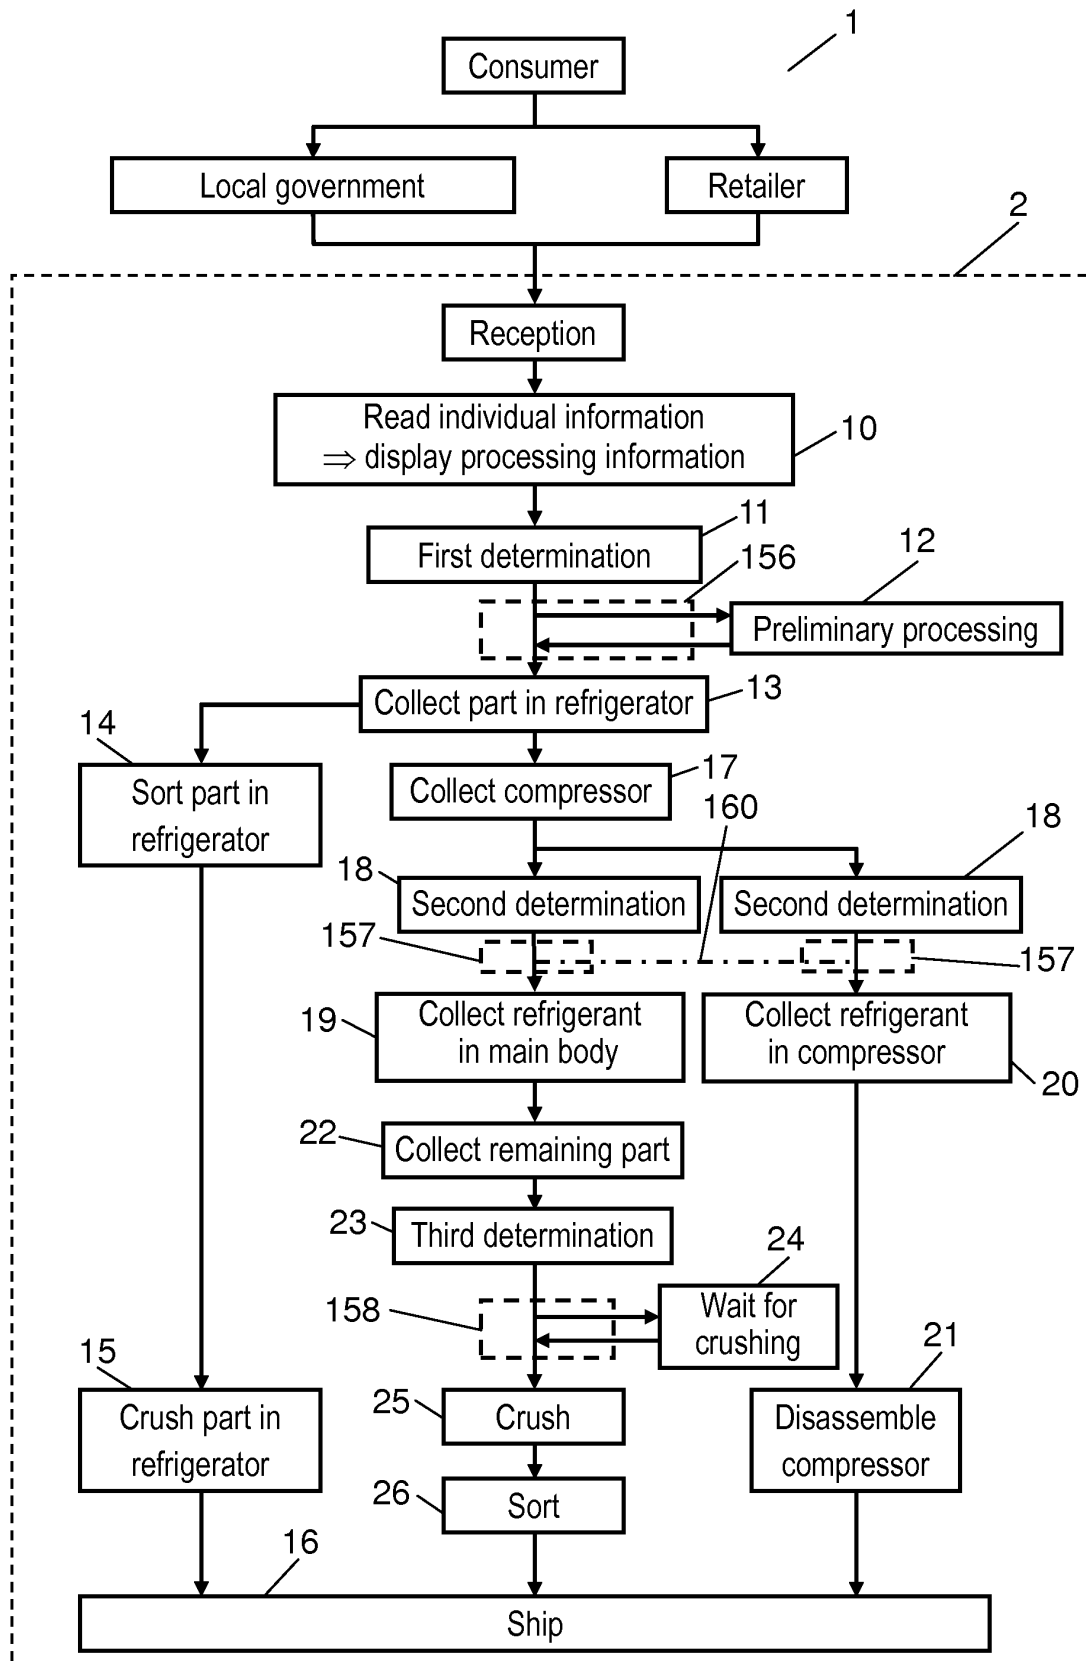 1
Consumer
Local government
Retailer
2
Reception
Read individual information
⇒ display processing information
10
11
First determination
156
12
Preliminary processing
Collect part in refrigerator
13
14
Sort part in
refrigerator
17
Collect compressor
160
18
18
Second determination
Second determination
157
157
19
Collect refrigerant
in main body
Collect refrigerant
in compressor
20
22
Collect remaining part
23
Third determination
24
158
Wait for
crushing
15
21
Crush part in
refrigerator
25
Crush
Disassemble
compressor
26
Sort
16
Ship